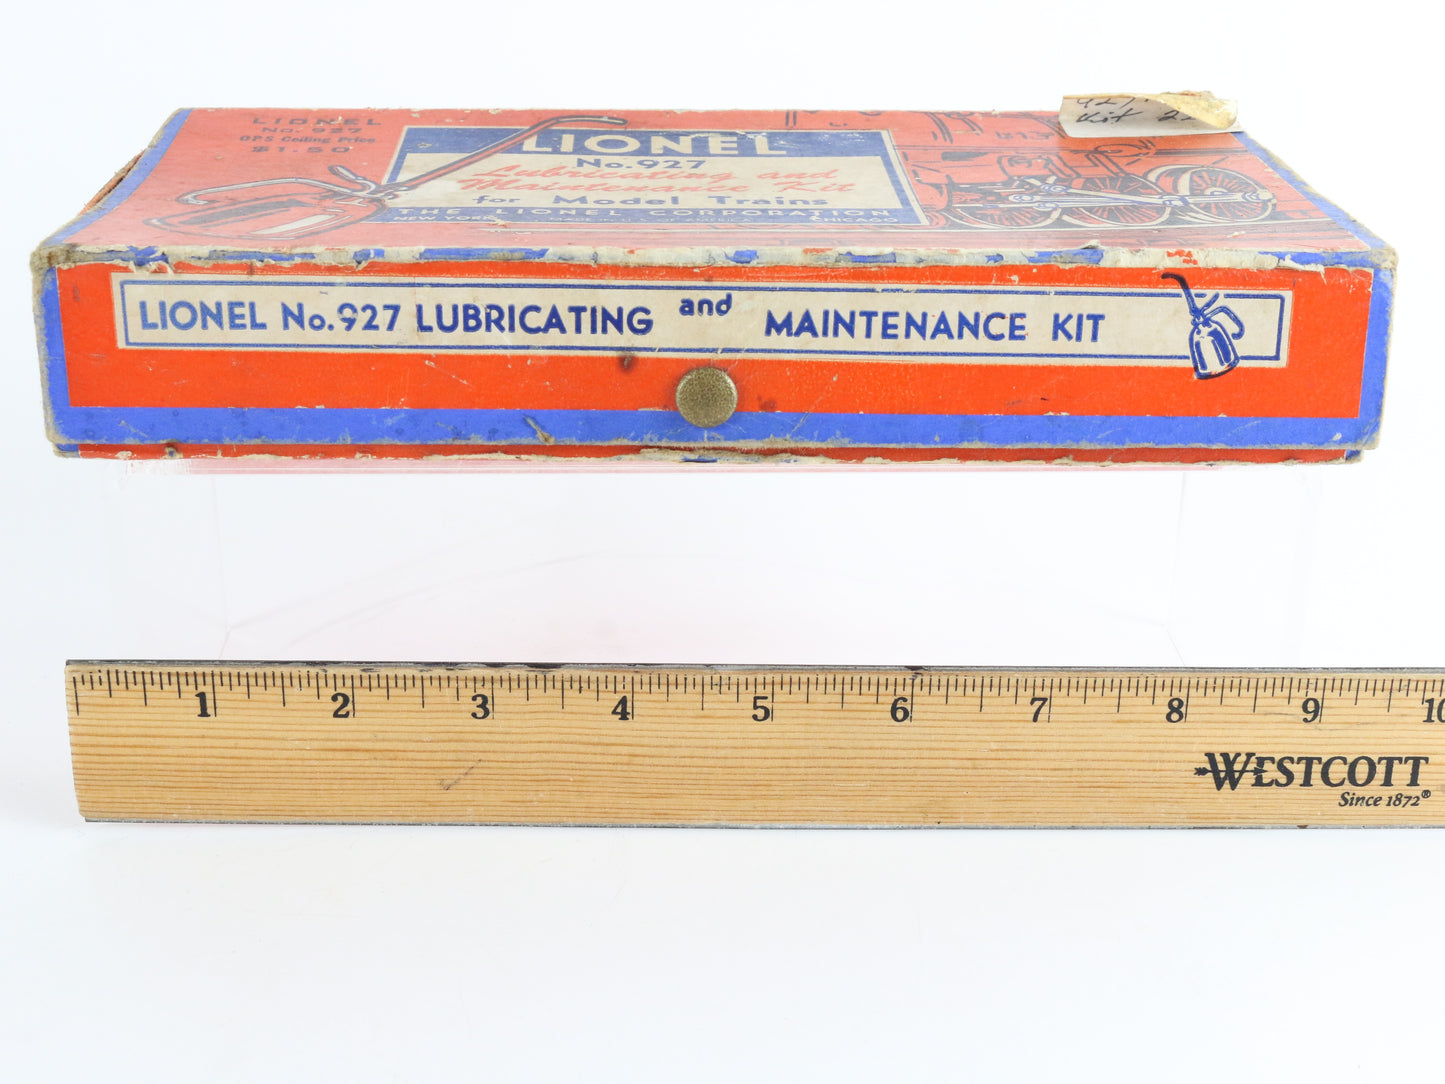 LIONEL
No. 927
OPS Ceiling Price
$1.50
LIONEL
No. 927
Lubricating and
Maintenance Kit
for Model Trains
THE LIONEL CORPORATION
NEW YORK CHICAGO
Kit
LIONEL No. 927 LUBRICATING and MAINTENANCE KIT
1 2 3 4 5 6 7 8 9 10
WESTCOTT
Since 1872®